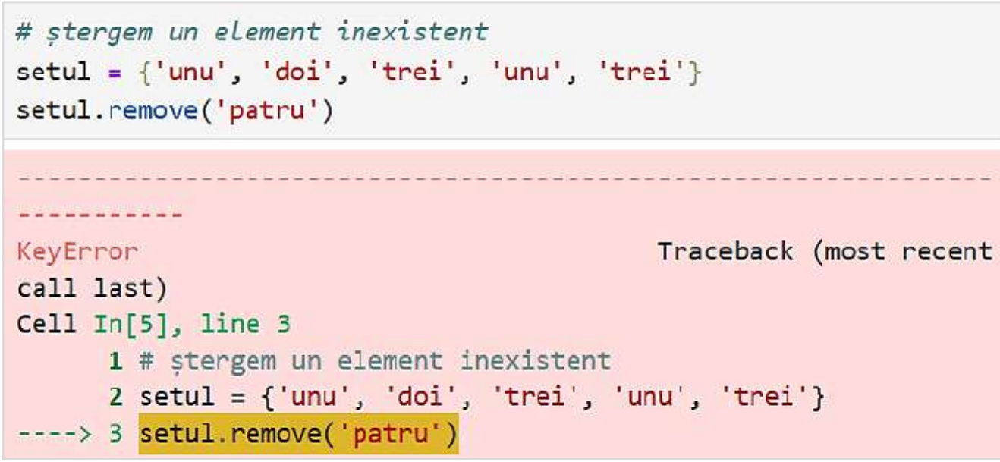 # ștergem un element inexistent
setul = {'unu', 'doi', 'trei', 'unu', 'trei'}
setul.remove('patru')
-----------------------------------------------------------------
-----------
KeyError                                  Traceback (most recent
call last)
Cell In[5], line 3
      1 # ștergem un element inexistent
      2 setul = {'unu', 'doi', 'trei', 'unu', 'trei'}
----> 3 setul.remove('patru')